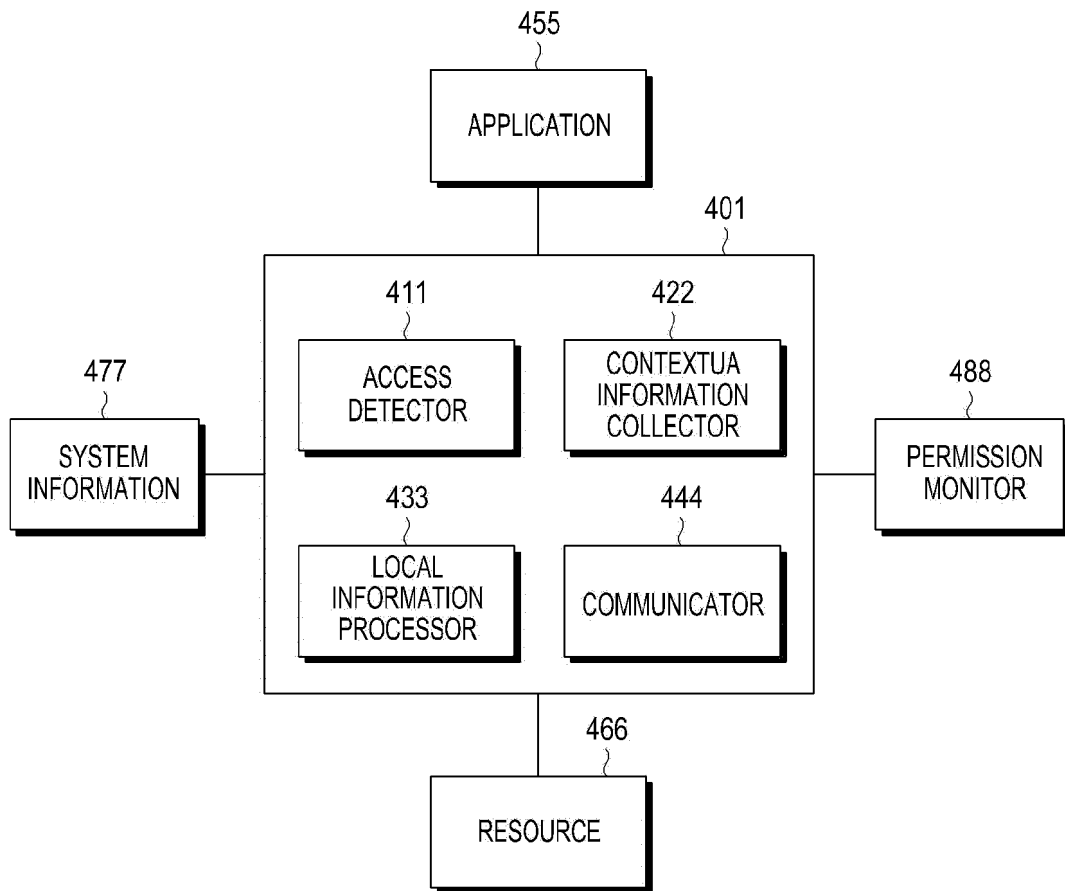 455
APPLICATION
401
411
ACCESS
DETECTOR
422
CONTEXTUA
INFORMATION
COLLECTOR
477
SYSTEM
INFORMATION
488
PERMISSION
MONITOR
433
LOCAL
INFORMATION
PROCESSOR
444
COMMUNICATOR
466
RESOURCE